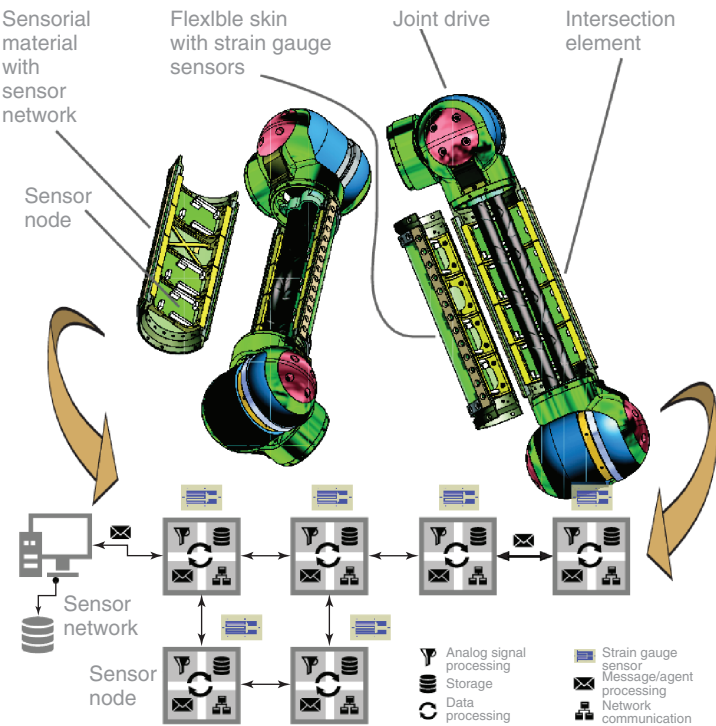 Sensorial
material
with
sensor
network
FlexIble skin
with strain gauge
sensors
Joint drive
Intersection
element
Sensor
node
Sensor
network
Sensor
node
Analog signal
processing
Storage
Data
processing
Strain gauge
sensor
Message/agent
processing
Network
communication